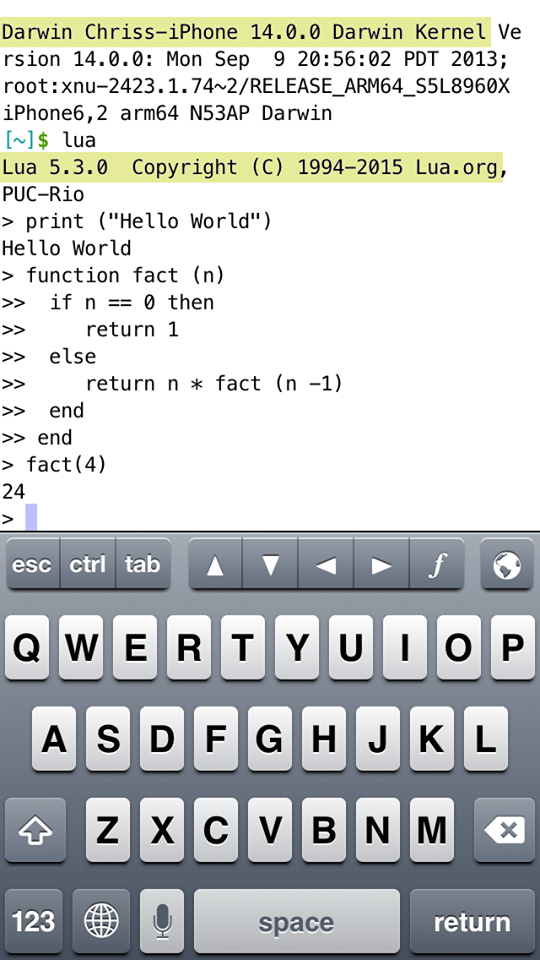 Darwin Chriss-iPhone 14.0.0 Darwin Kernel Ve
rsion 14.0.0: Mon Sep  9 20:56:02 PDT 2013;
root:xnu-2423.1.74~2/RELEASE_ARM64_S5L8960X
iPhone6,2 arm64 N53AP Darwin
[~]$ lua
Lua 5.3.0  Copyright (C) 1994-2015 Lua.org,
PUC-Rio
> print ("Hello World")
Hello World
> function fact (n)
>>  if n == 0 then
>>     return 1
>>  else
>>     return n * fact (n -1)
>>  end
>> end
> fact(4)
24
>
esc ctrl tab ▲ ▼ ◀ ▶ f
Q W E R T Y U I O P
A S D F G H J K L
Z X C V B N M
123 space return